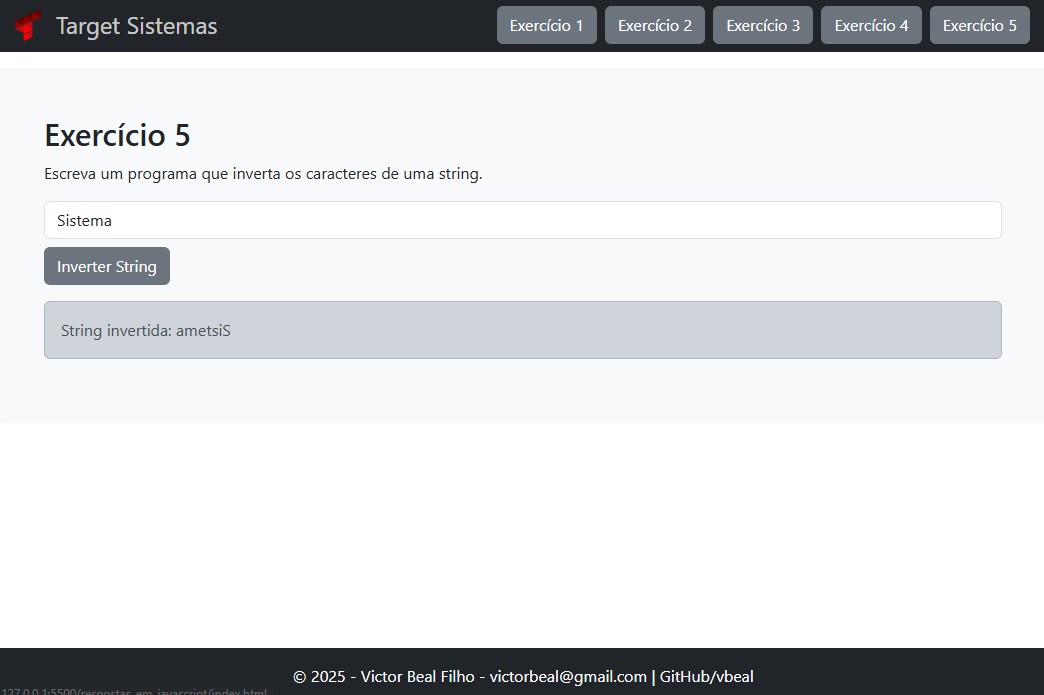 Target Sistemas
Exercício 1
Exercício 2
Exercício 3
Exercício 4
Exercício 5
Exercício 5
Escreva um programa que inverta os caracteres de uma string.
Sistema
Inverter String
String invertida: ametsiS
© 2025 - Victor Beal Filho - victorbeal@gmail.com | GitHub/vbeal
127.0.0.1:5500/respostas_em_javascript/index.html